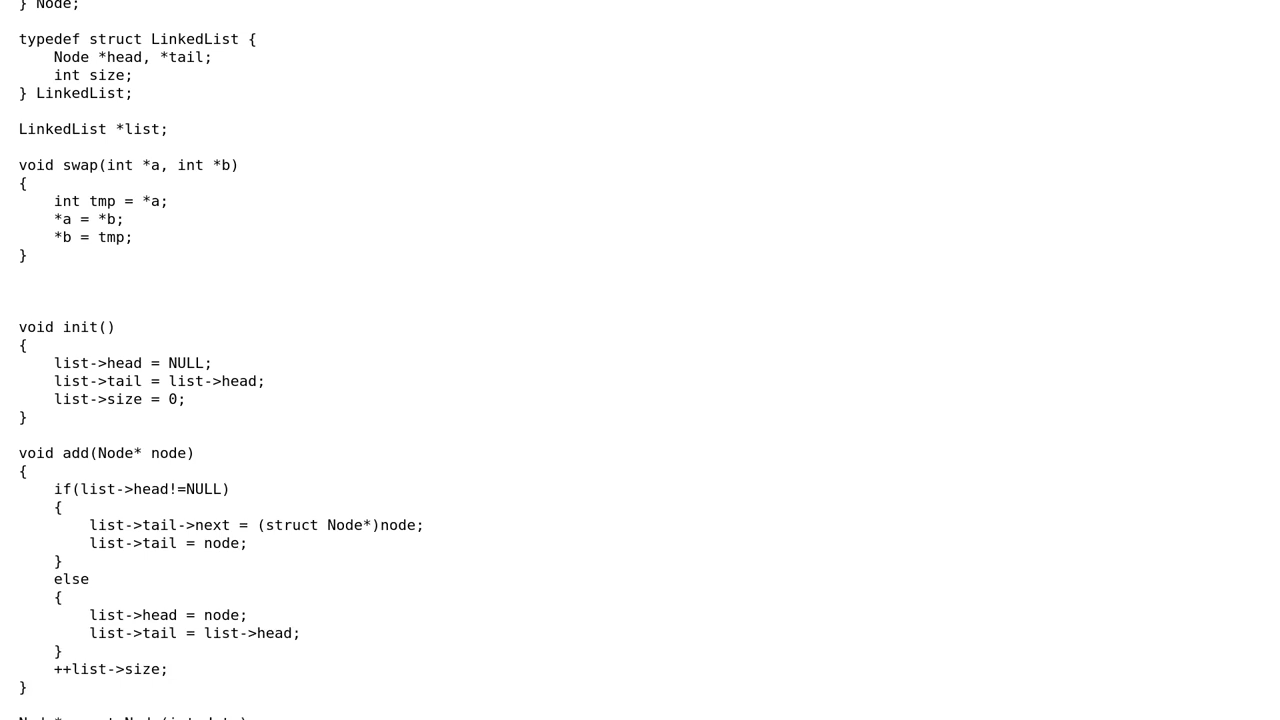 } Node;

typedef struct LinkedList {
    Node *head, *tail;
    int size;
} LinkedList;

LinkedList *list;

void swap(int *a, int *b)
{
    int tmp = *a;
    *a = *b;
    *b = tmp;
}

void init()
{
    list->head = NULL;
    list->tail = list->head;
    list->size = 0;
}

void add(Node* node)
{
    if(list->head!=NULL)
    {
        list->tail->next = (struct Node*)node;
        list->tail = node;
    }
    else
    {
        list->head = node;
        list->tail = list->head;
    }
    ++list->size;
}